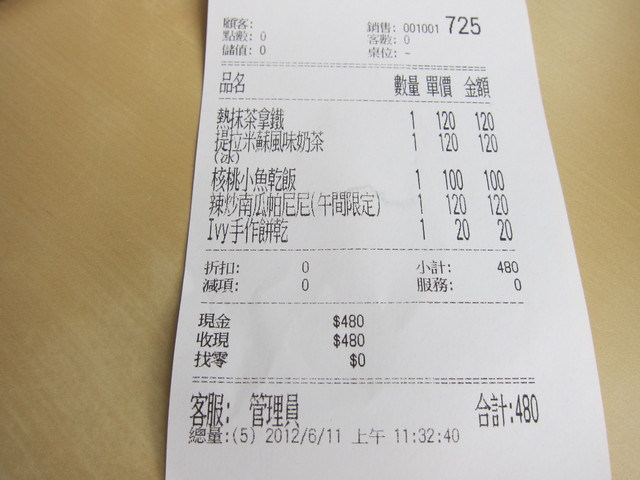 顧客: 銷售: 001001 725
點數: 0 客數: 0
儲值: 0 桌位: ~
品名 數量 單價 金額
熱抹茶拿鐵 1 120 120
提拉米蘇風味奶茶 1 120 120
(冰)
核桃小魚乾飯 1 100 100
辣炒南瓜帕尼尼(午間限定) 1 120 120
Ivy手作餅乾 1 20 20
折扣: 0 小計: 480
減項: 0 服務: 0
現金 $480
收現 $480
找零 $0
客服: 管理員 合計:480
總量:(5) 2012/6/11 上午 11:32:40